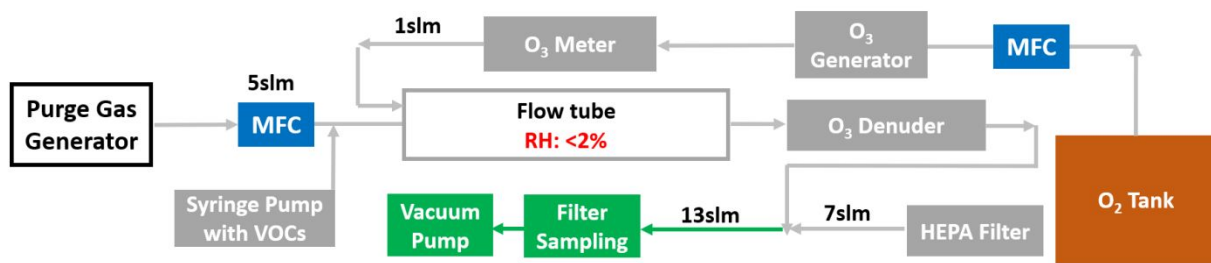 1slm
O₃ Meter
O₃
Generator
MFC
Purge Gas
Generator
5slm
MFC
Flow tube
RH: <2%
O₃ Denuder
Syringe Pump
with VOCs
Vacuum
Pump
Filter
Sampling
13slm
7slm
HEPA Filter
O₂ Tank